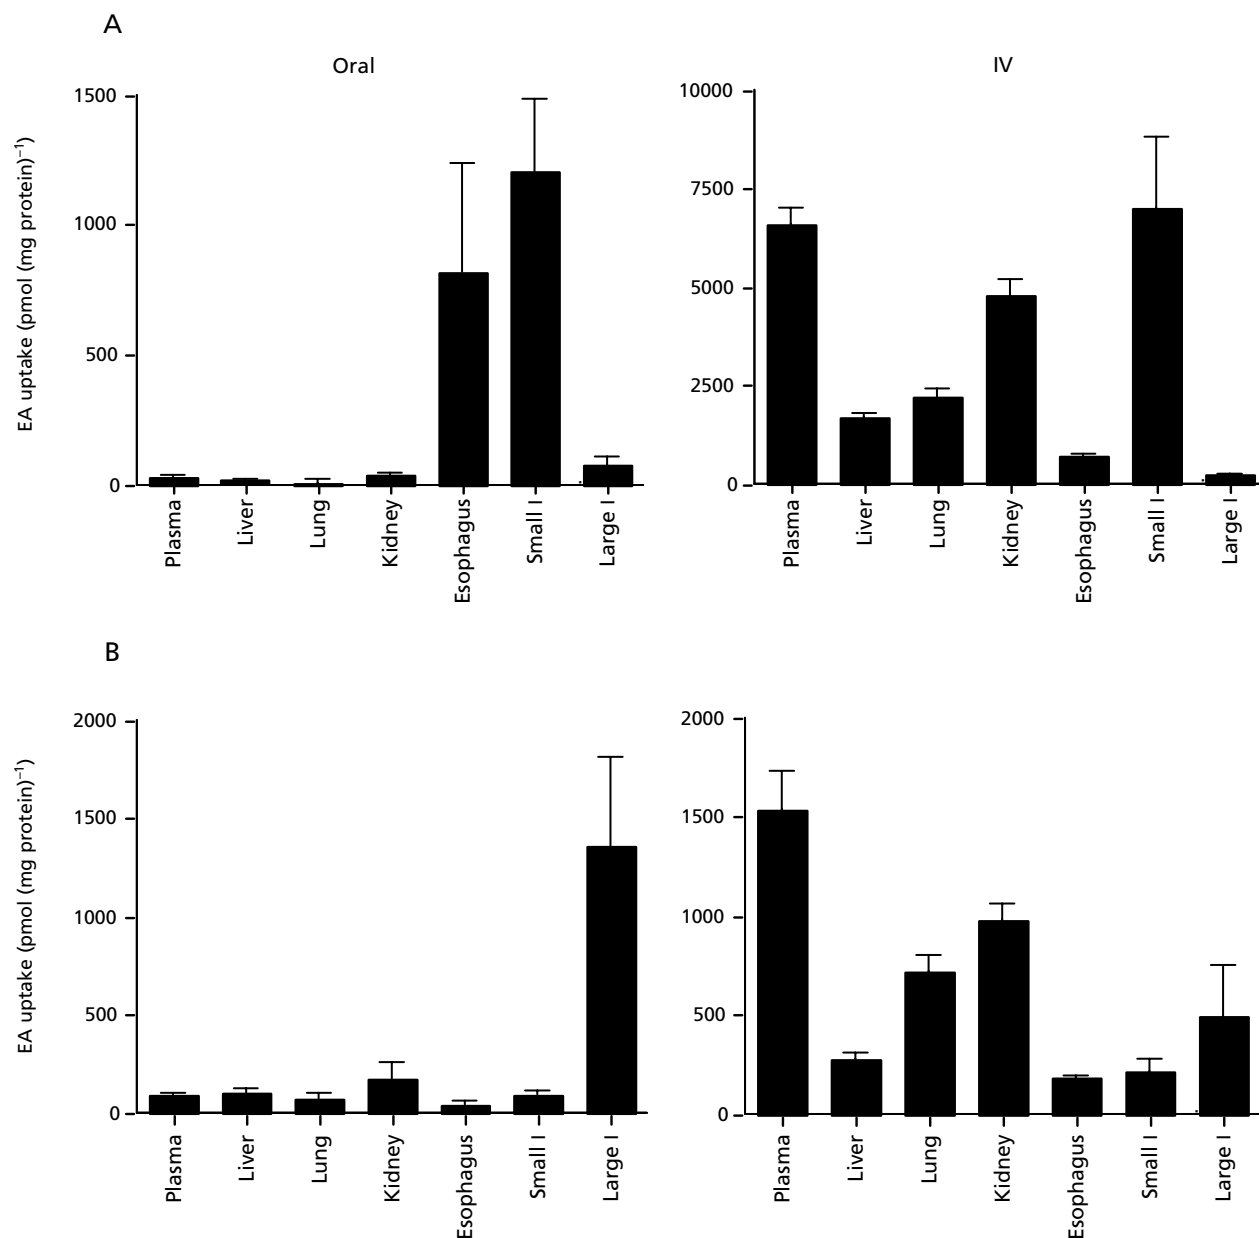 A
Oral
IV
EA uptake (pmol (mg protein)⁻¹)
1500
1000
500
0
Plasma
Liver
Lung
Kidney
Esophagus
Small I
Large I
10000
7500
5000
2500
0
Plasma
Liver
Lung
Kidney
Esophagus
Small I
Large I
B
EA uptake (pmol (mg protein)⁻¹)
2000
1500
1000
500
0
Plasma
Liver
Lung
Kidney
Esophagus
Small I
Large I
2000
1500
1000
500
0
Plasma
Liver
Lung
Kidney
Esophagus
Small I
Large I